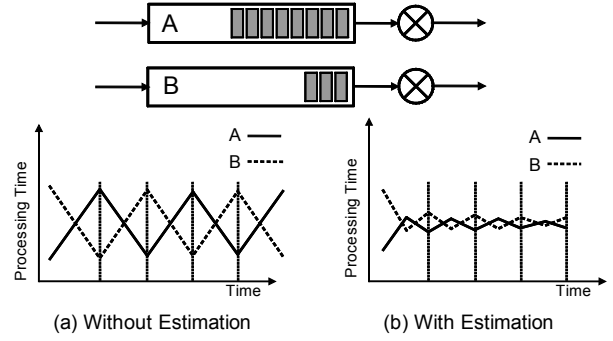 A
B
A
B
Processing Time
Time
(a) Without Estimation
A
B
Processing Time
Time
(b) With Estimation